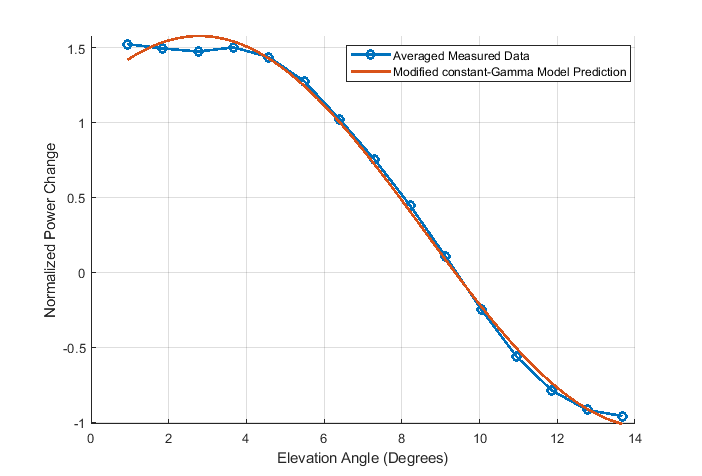 1.5
1
0.5
0
-0.5
-1
Normalized Power Change
Averaged Measured Data
Modified constant-Gamma Model Prediction
0 2 4 6 8 10 12 14
Elevation Angle (Degrees)